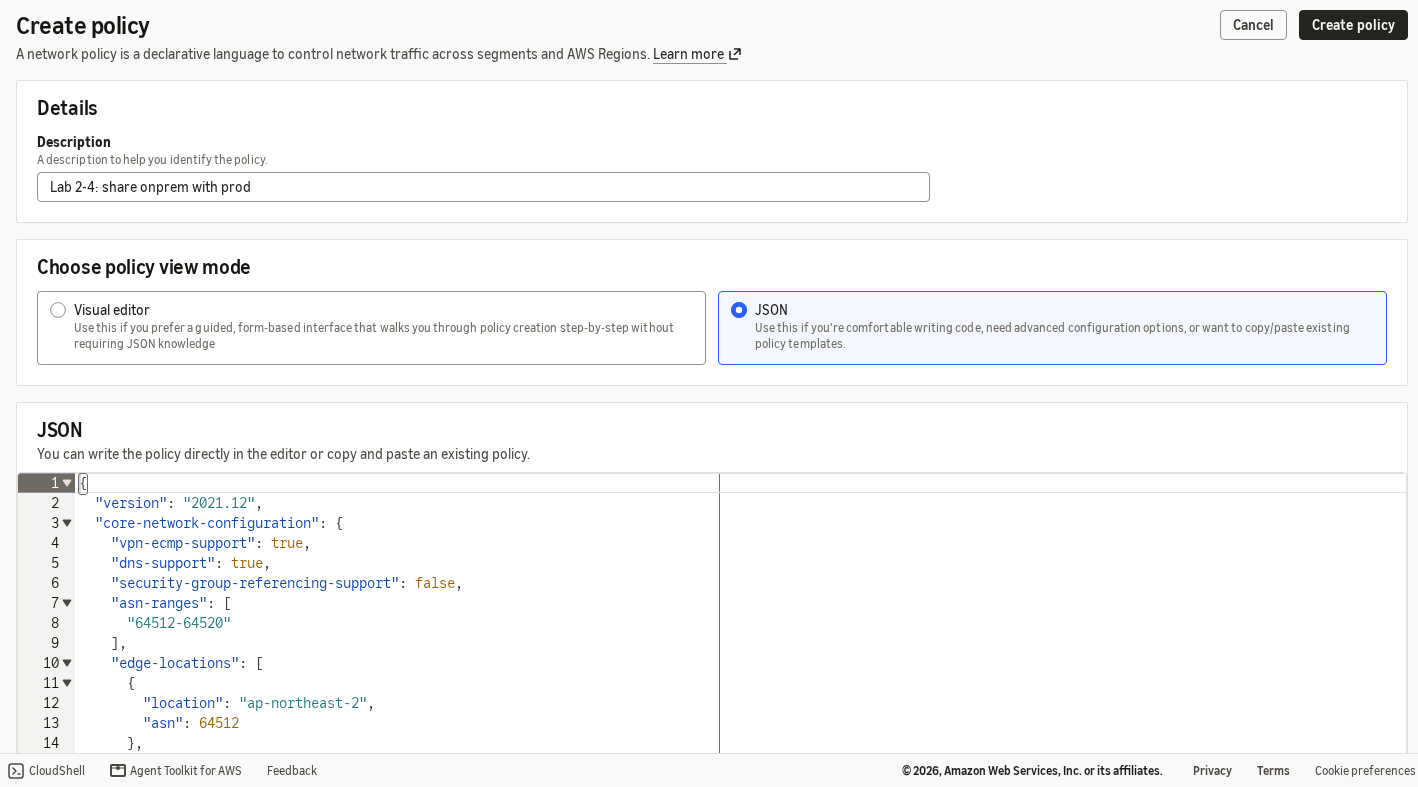 Create policy
Cancel
Create policy
A network policy is a declarative language to control network traffic across segments and AWS Regions. Learn more
Details
Description
A description to help you identify the policy.
Lab 2-4: share onprem with prod
Choose policy view mode
Visual editor
Use this if you prefer a guided, form-based interface that walks you through policy creation step-by-step without
requiring JSON knowledge
JSON
Use this if you're comfortable writing code, need advanced configuration options, or want to copy/paste existing
policy templates.
JSON
You can write the policy directly in the editor or copy and paste an existing policy.
1 {
2 "version": "2021.12",
3 "core-network-configuration": {
4 "vpn-ecmp-support": true,
5 "dns-support": true,
6 "security-group-referencing-support": false,
7 "asn-ranges": [
8 "64512-64520"
9 ],
10 "edge-locations": [
11 {
12 "location": "ap-northeast-2",
13 "asn": 64512
14 },
CloudShell
Agent Toolkit for AWS
Feedback
© 2026, Amazon Web Services, Inc. or its affiliates.
Privacy
Terms
Cookie preferences